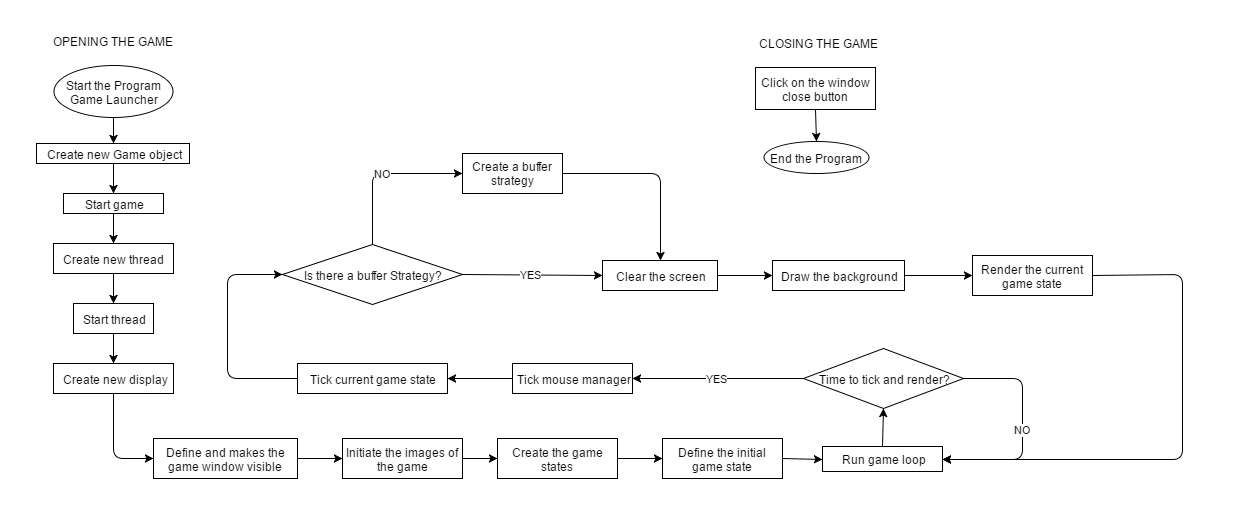 OPENING THE GAME
Start the Program
Game Launcher
Create new Game object
Start game
Create new thread
Start thread
Create new display
Define and makes the
game window visible
Initiate the images of
the game
Create the game
states
Define the initial
game state
Run game loop
Time to tick and render?
NO
YES
Tick mouse manager
Tick current game state
Is there a buffer Strategy?
NO
Create a buffer
strategy
YES
Clear the screen
Draw the background
Render the current
game state
CLOSING THE GAME
Click on the window
close button
End the Program